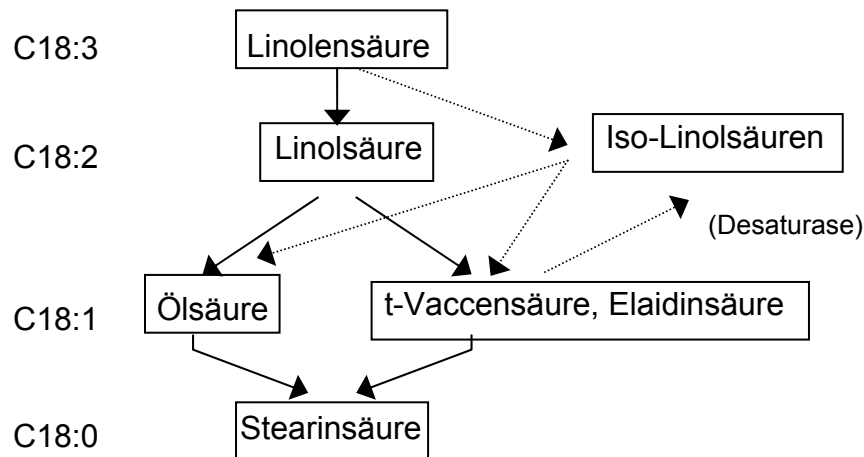 C18:3
Linolensäure
C18:2
Linolsäure
Iso-Linolsäuren
(Desaturase)
C18:1
Ölsäure
t-Vaccensäure, Elaidinsäure
C18:0
Stearinsäure